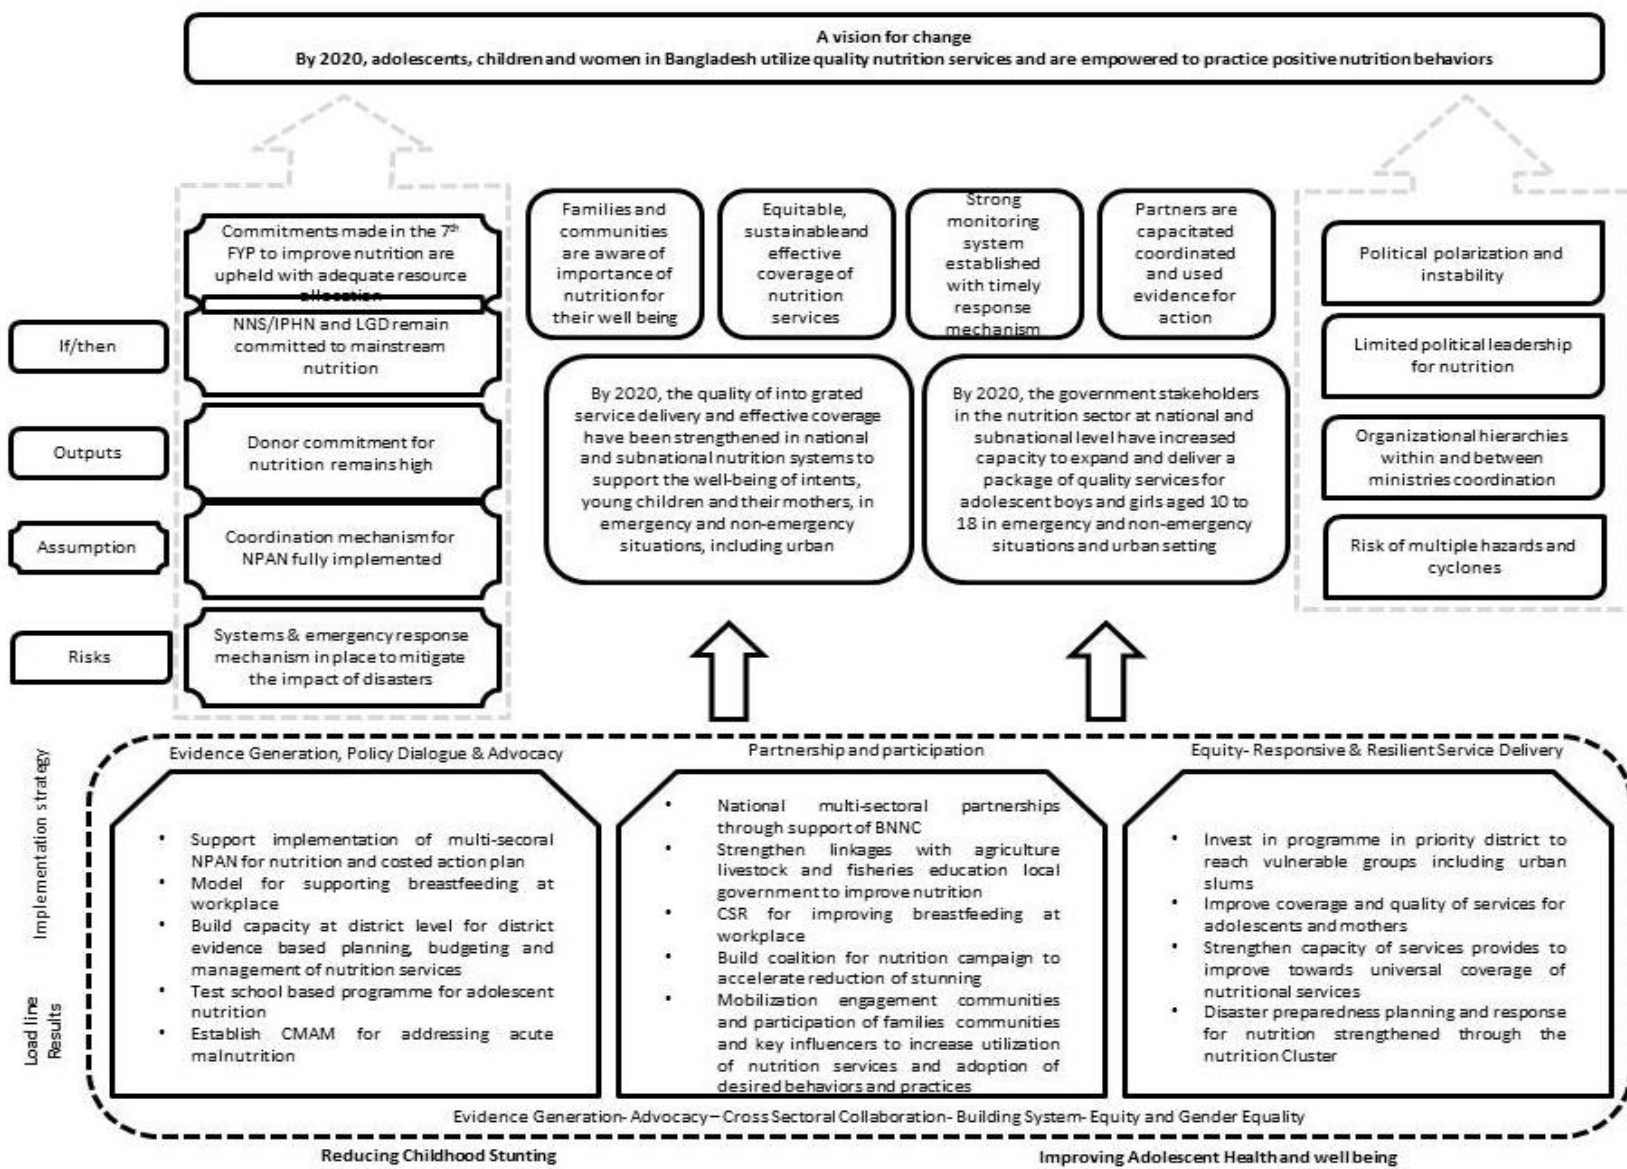 A vision for change
By 2020, adolescents, children and women in Bangladesh utilize quality nutrition services and are empowered to practice positive nutrition behaviors
If/then
Outputs
Assumption
Risks
Commitments made in the 7th
FYP to improve nutrition are
upheld with adequate resource
allocation
NNS/IPHN and LGD remain
committed to mainstream
nutrition
Donor commitment for
nutrition remains high
Coordination mechanism for
NPAN fully implemented
Systems & emergency response
mechanism in place to mitigate
the impact of disasters
Families and
communities
are aware of
importance of
nutrition for
their well being
Equitable,
sustainable and
effective
coverage of
nutrition
services
Strong
monitoring
system
established
with timely
response
mechanism
Partners are
capacitated
coordinated
and used
evidence for
action
By 2020, the quality of into grated
service delivery and effective coverage
have been strengthened in national
and subnational nutrition systems to
support the well-being of intents,
young children and their mothers, in
emergency and non-emergency
situations, including urban
By 2020, the government stakeholders
in the nutrition sector at national and
subnational level have increased
capacity to expand and deliver a
package of quality services for
adolescent boys and girls aged 10 to
18 in emergency and non-emergency
situations and urban setting
Political polarization and
instability
Limited political leadership
for nutrition
Organizational hierarchies
within and between
ministries coordination
Risk of multiple hazards and
cyclones
Implementation strategy
Load line
Results
Evidence Generation, Policy Dialogue & Advocacy
• Support implementation of multi-secoral
NPAN for nutrition and costed action plan
• Model for supporting breastfeeding at
workplace
• Build capacity at district level for district
evidence based planning, budgeting and
management of nutrition services
• Test school based programme for adolescent
nutrition
• Establish CMAM for addressing acute
malnutrition
Partnership and participation
• National multi-sectoral partnerships
through support of BNNC
• Strengthen linkages with agriculture
livestock and fisheries education local
government to improve nutrition
• CSR for improving breastfeeding at
workplace
• Build coalition for nutrition campaign to
accelerate reduction of stunning
• Mobilization engagement communities
and participation of families communities
and key influencers to increase utilization
of nutrition services and adoption of
desired behaviors and practices
Equity- Responsive & Resilient Service Delivery
• Invest in programme in priority district to
reach vulnerable groups including urban
slums
• Improve coverage and quality of services for
adolescents and mothers
• Strengthen capacity of services provides to
improve towards universal coverage of
nutritional services
• Disaster preparedness planning and response
for nutrition strengthened through the
nutrition Cluster
Evidence Generation- Advocacy – Cross Sectoral Collaboration- Building System- Equity and Gender Equality
Reducing Childhood Stunting
Improving Adolescent Health and well being